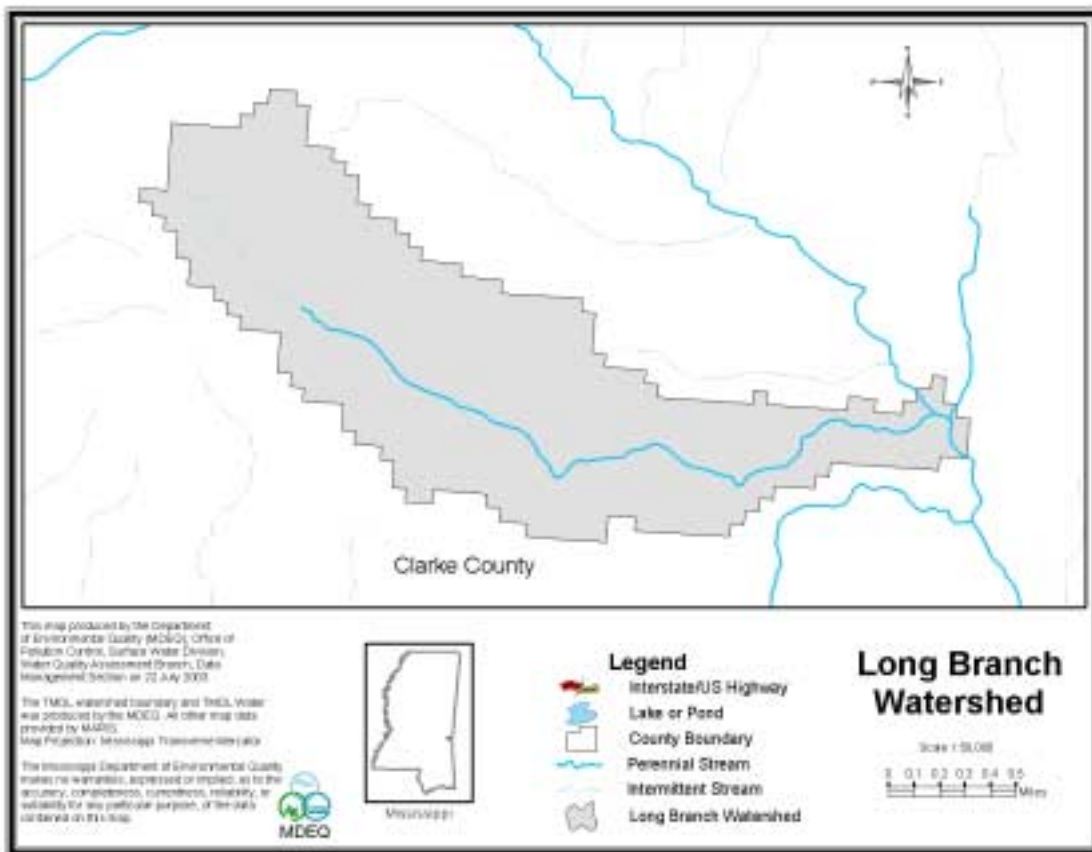 Clarke County
This map produced by the Department
of Environmental Quality (MDEQ), Office of
Pollution Control, Surface Water Division,
Water Quality Assessment Branch, Data
Management Section on 22 July 2003.
The TMDL watershed boundary and TMDL Water
was produced by the MDEQ. All other map data
provided by MARIS.
Map Projection: Mississippi Transverse Mercator
The Mississippi Department of Environmental Quality
makes no warranties, expressed or implied, as to the
accuracy, completeness, currentness, reliability, or
suitability for any particular purpose, of the data
contained on this map.
MDEQ
Mississippi
Legend
Interstate/US Highway
Lake or Pond
County Boundary
Perennial Stream
Intermittent Stream
Long Branch Watershed
Long Branch
Watershed
Scale
0 0.1 0.2 0.3 0.4 0.5
Miles